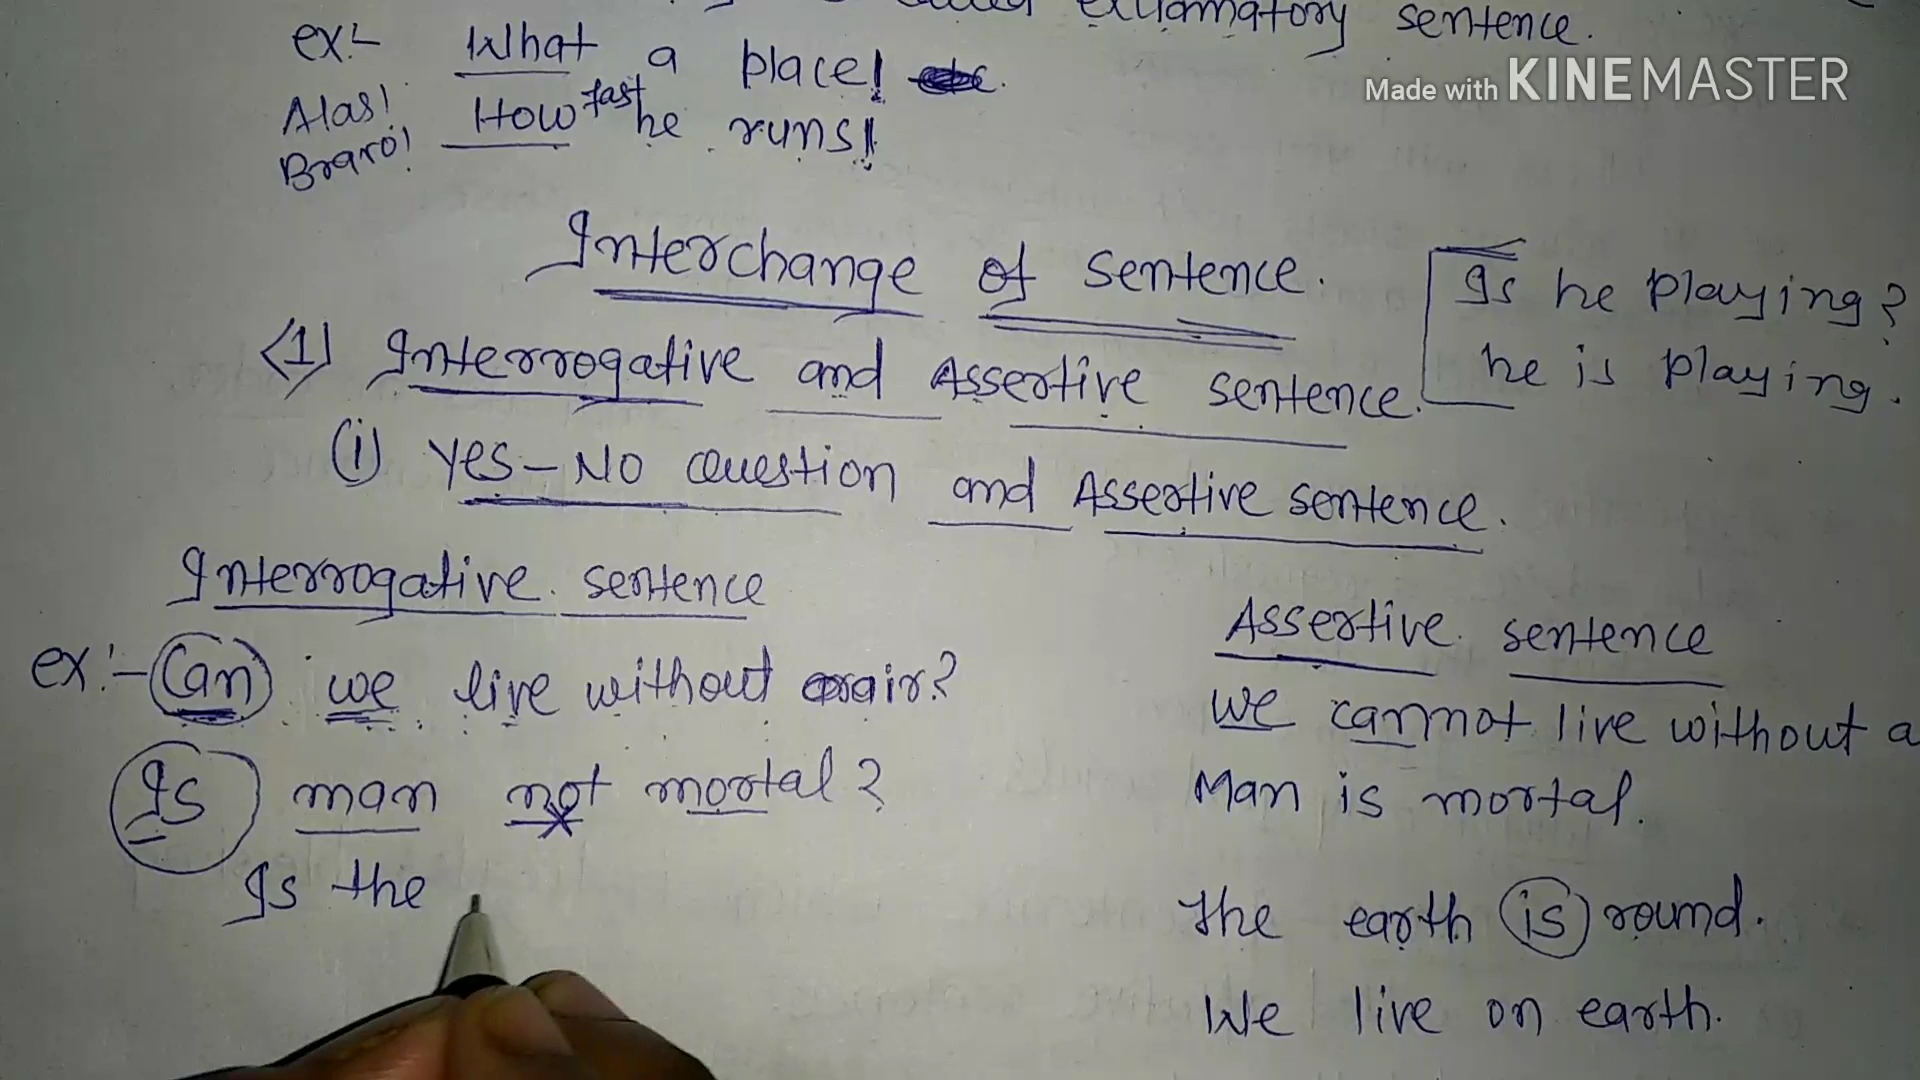 exclamatory sentence.
ex:- What a place!
Alas! How fast he runs!
Bravo!
Made with KINEMASTER
Interchange of sentence.
Is he playing?
he is playing.
(1) Interrogative and Assertive sentence.
(i) Yes-No Question and Assertive sentence.
Interrogative sentence
Assertive sentence
ex:- Can we live without air?
We cannot live without a
Is man not mortal?
Man is mortal.
Is the
The earth is round.
We live on earth.